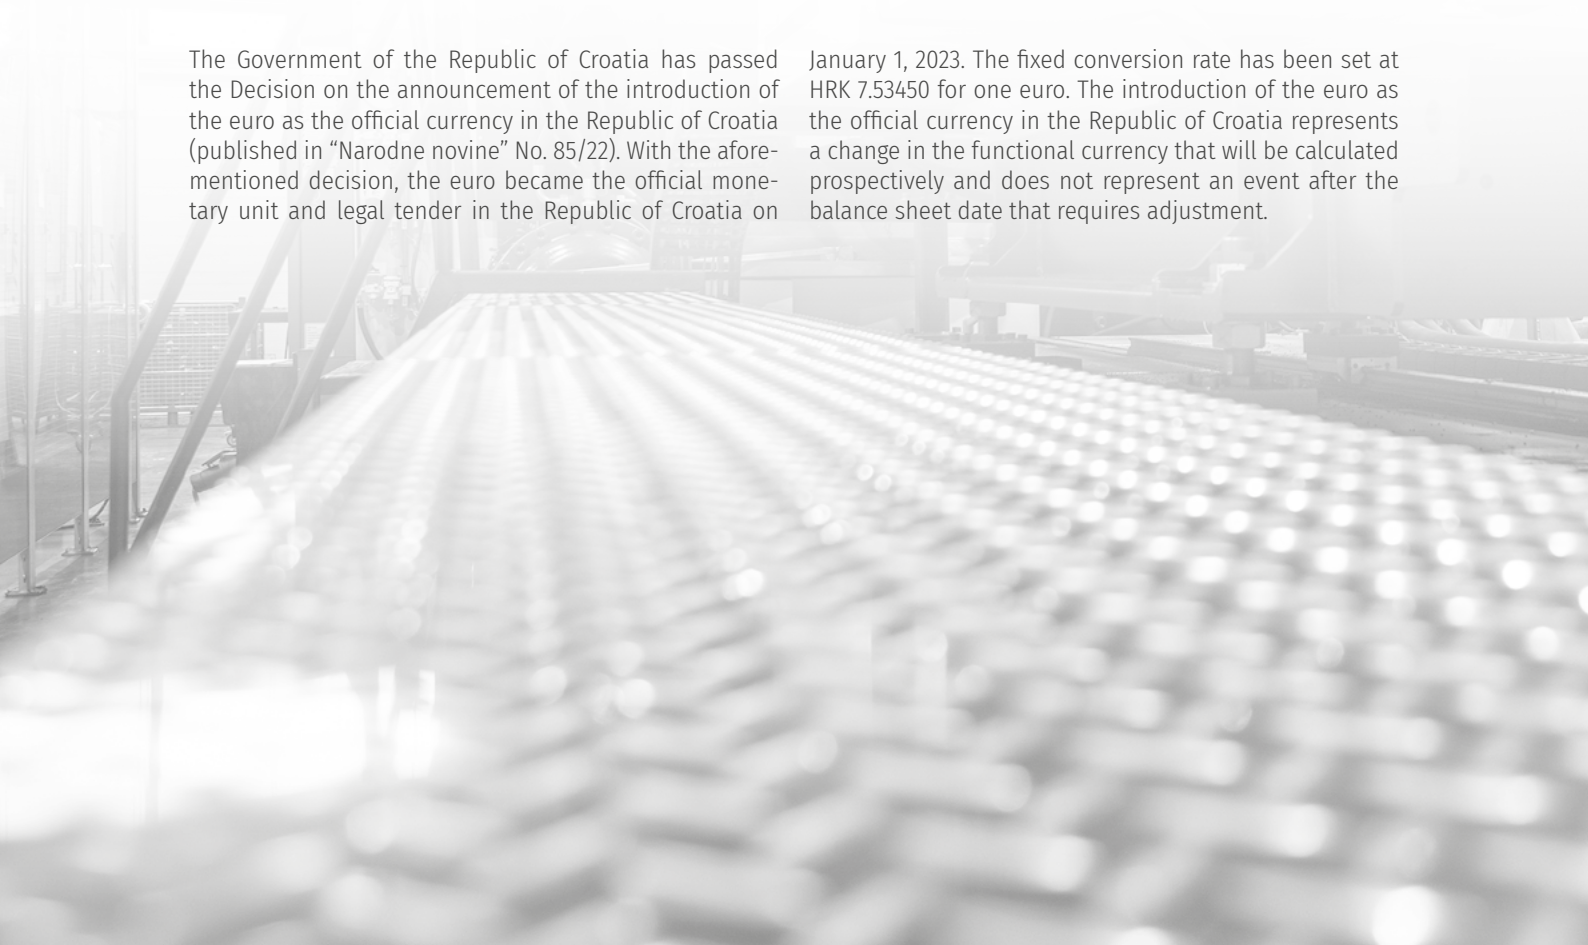 The Government of the Republic of Croatia has passed
the Decision on the announcement of the introduction of
the euro as the official currency in the Republic of Croatia
(published in “Narodne novine” No. 85/22). With the afore-
mentioned decision, the euro became the official mone-
tary unit and legal tender in the Republic of Croatia on
January 1, 2023. The fixed conversion rate has been set at
HRK 7.53450 for one euro. The introduction of the euro as
the official currency in the Republic of Croatia represents
a change in the functional currency that will be calculated
prospectively and does not represent an event after the
balance sheet date that requires adjustment.